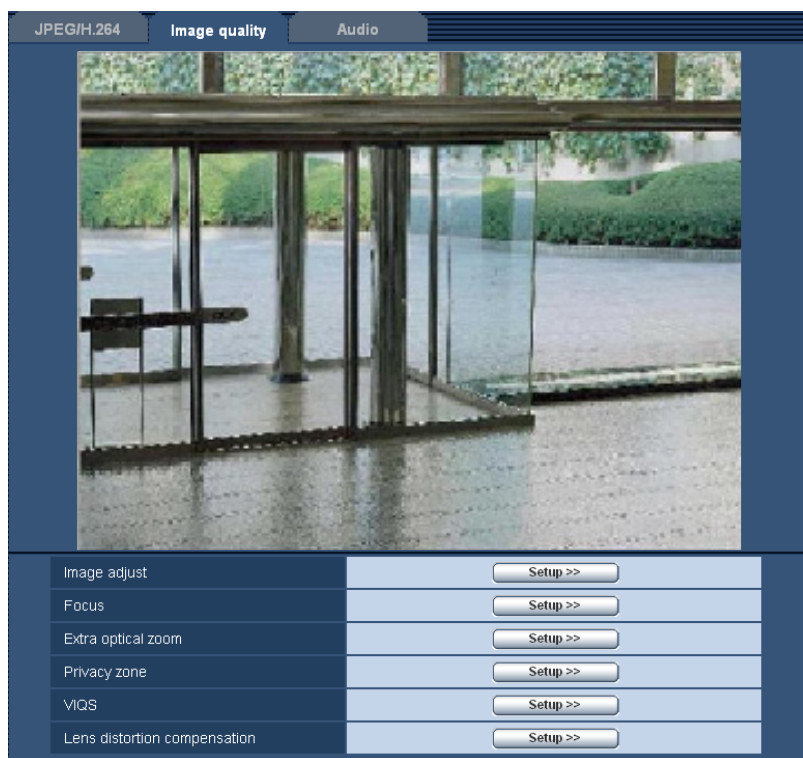 JPEG/H.264 Image quality Audio
Image adjust Setup >>
Focus Setup >>
Extra optical zoom Setup >>
Privacy zone Setup >>
VIQS Setup >>
Lens distortion compensation Setup >>